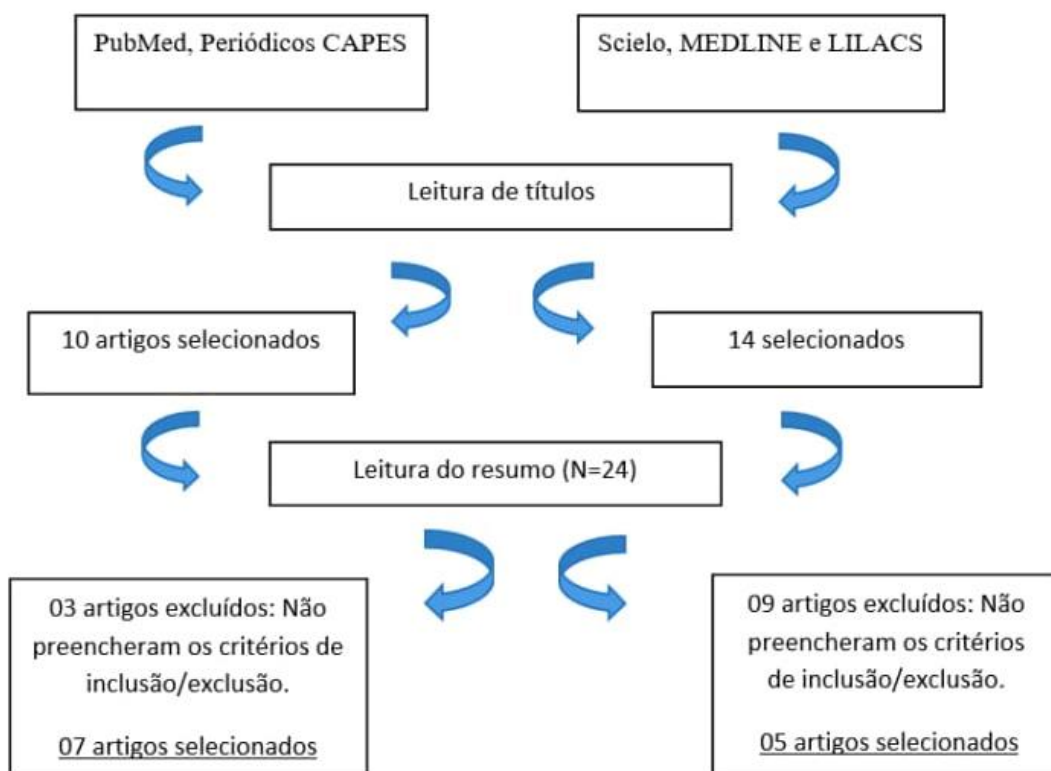 PubMed, Periódicos CAPES
Scielo, MEDLINE e LILACS
Leitura de títulos
10 artigos selecionados
14 selecionados
Leitura do resumo (N=24)
03 artigos excluídos: Não
preencheram os critérios de
inclusão/exclusão.
07 artigos selecionados
09 artigos excluídos: Não
preencheram os critérios
de inclusão/exclusão.
05 artigos selecionados